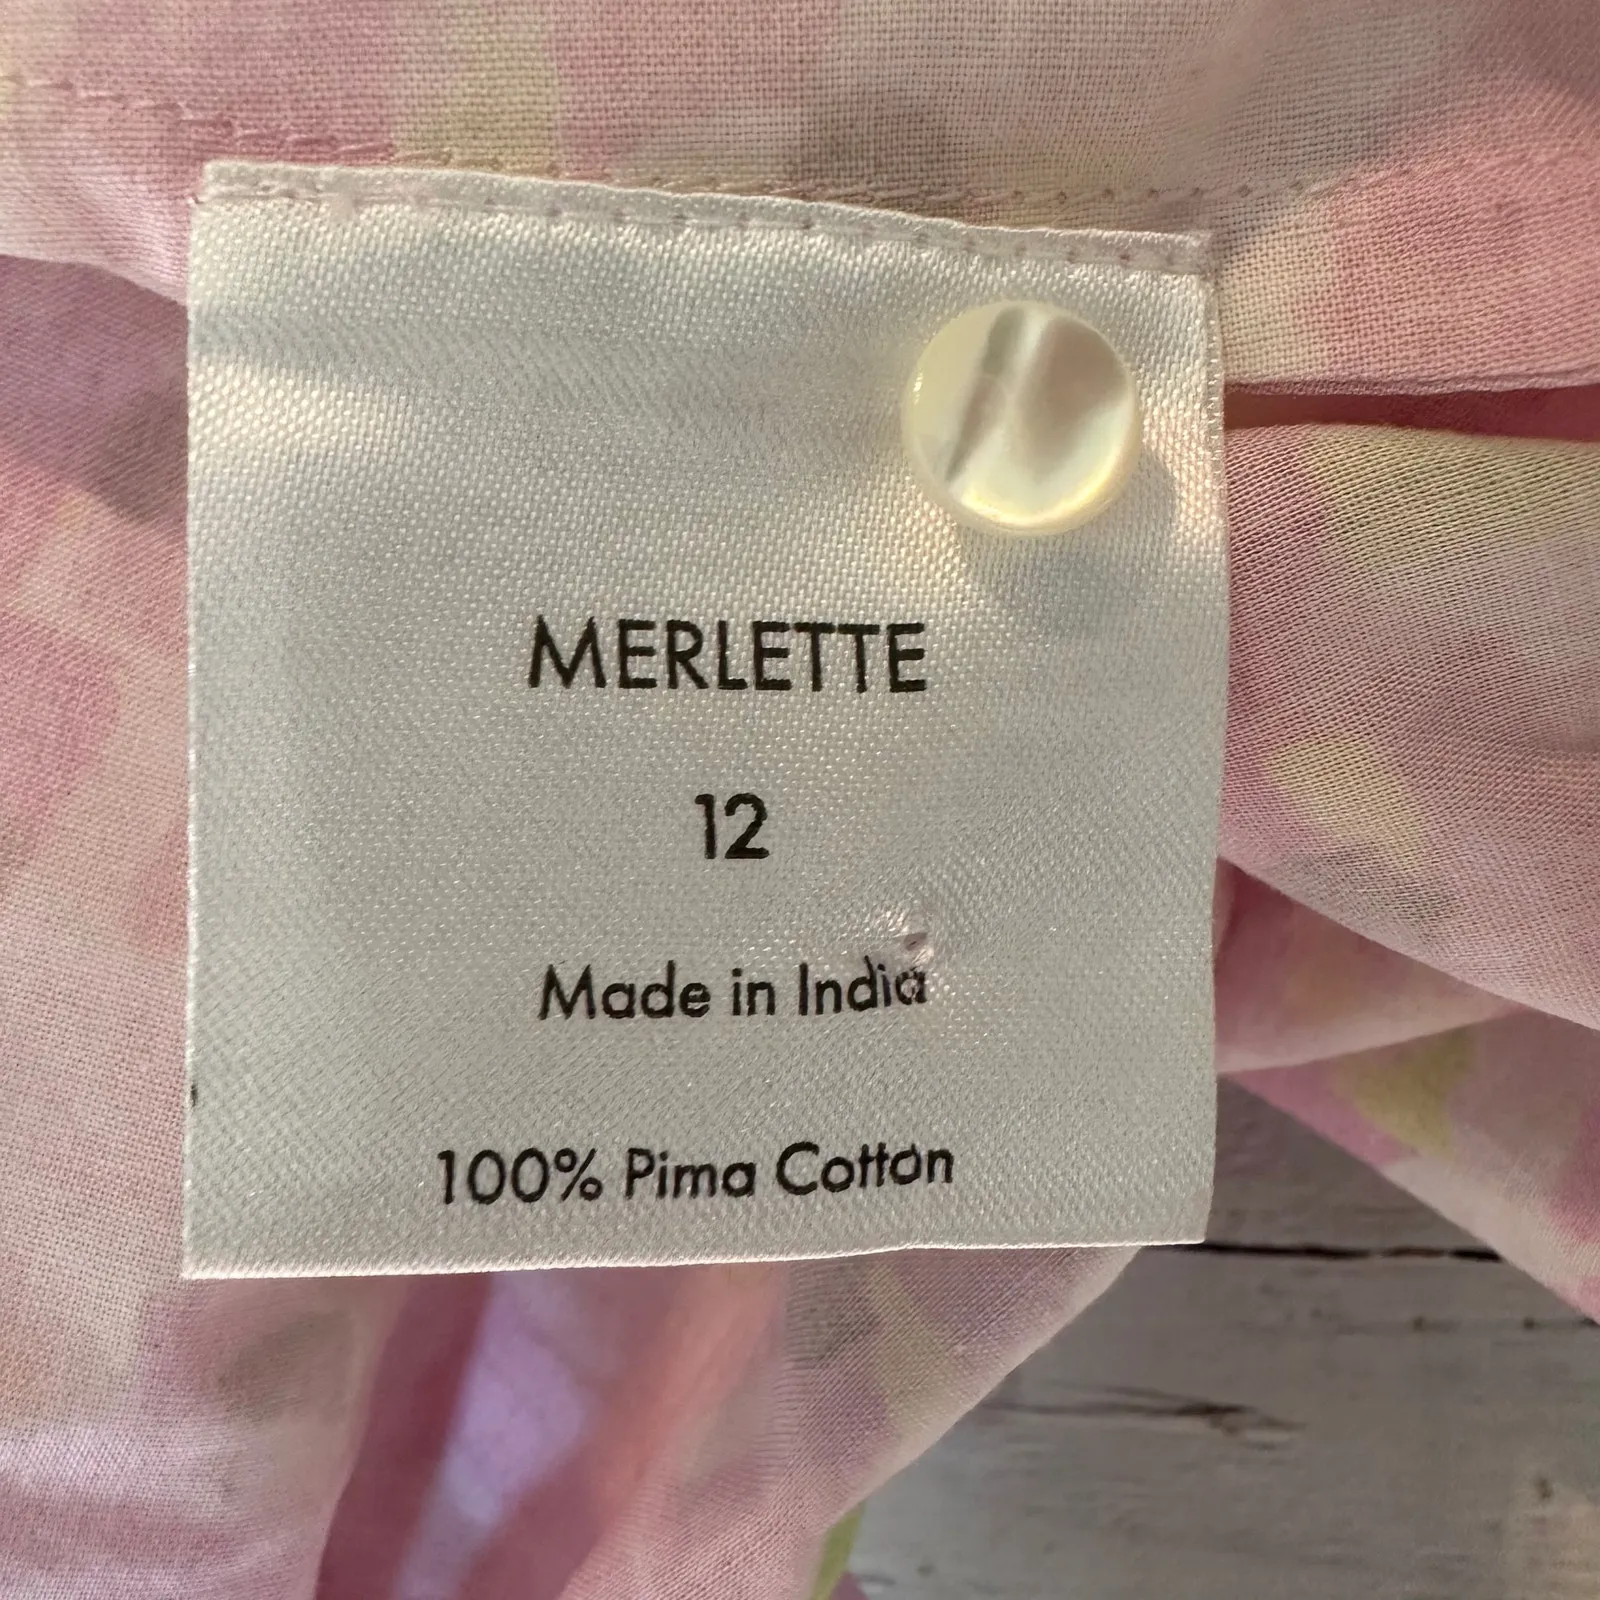 MERLETTE
12
Made in India
100% Pima Cotton